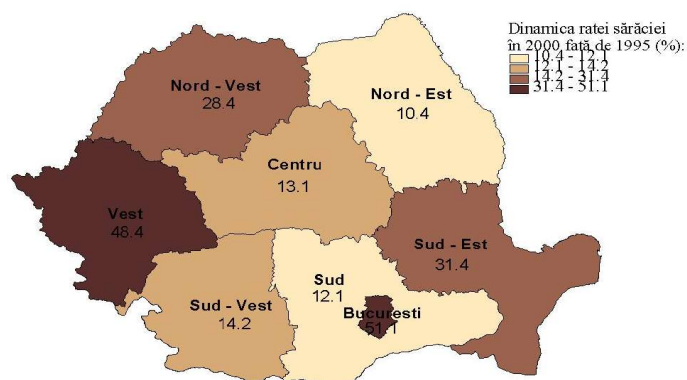 Dinamica ratei sărăciei
în 2000 faţă de 1995 (%):
10.4 - 12.1
12.1 - 14.2
14.2 - 31.4
31.4 - 51.1
Nord - Vest
28.4
Nord - Est
10.4
Centru
13.1
Vest
48.4
Sud - Est
31.4
Sud - Vest
14.2
Sud
12.1
Bucuresti
51.1